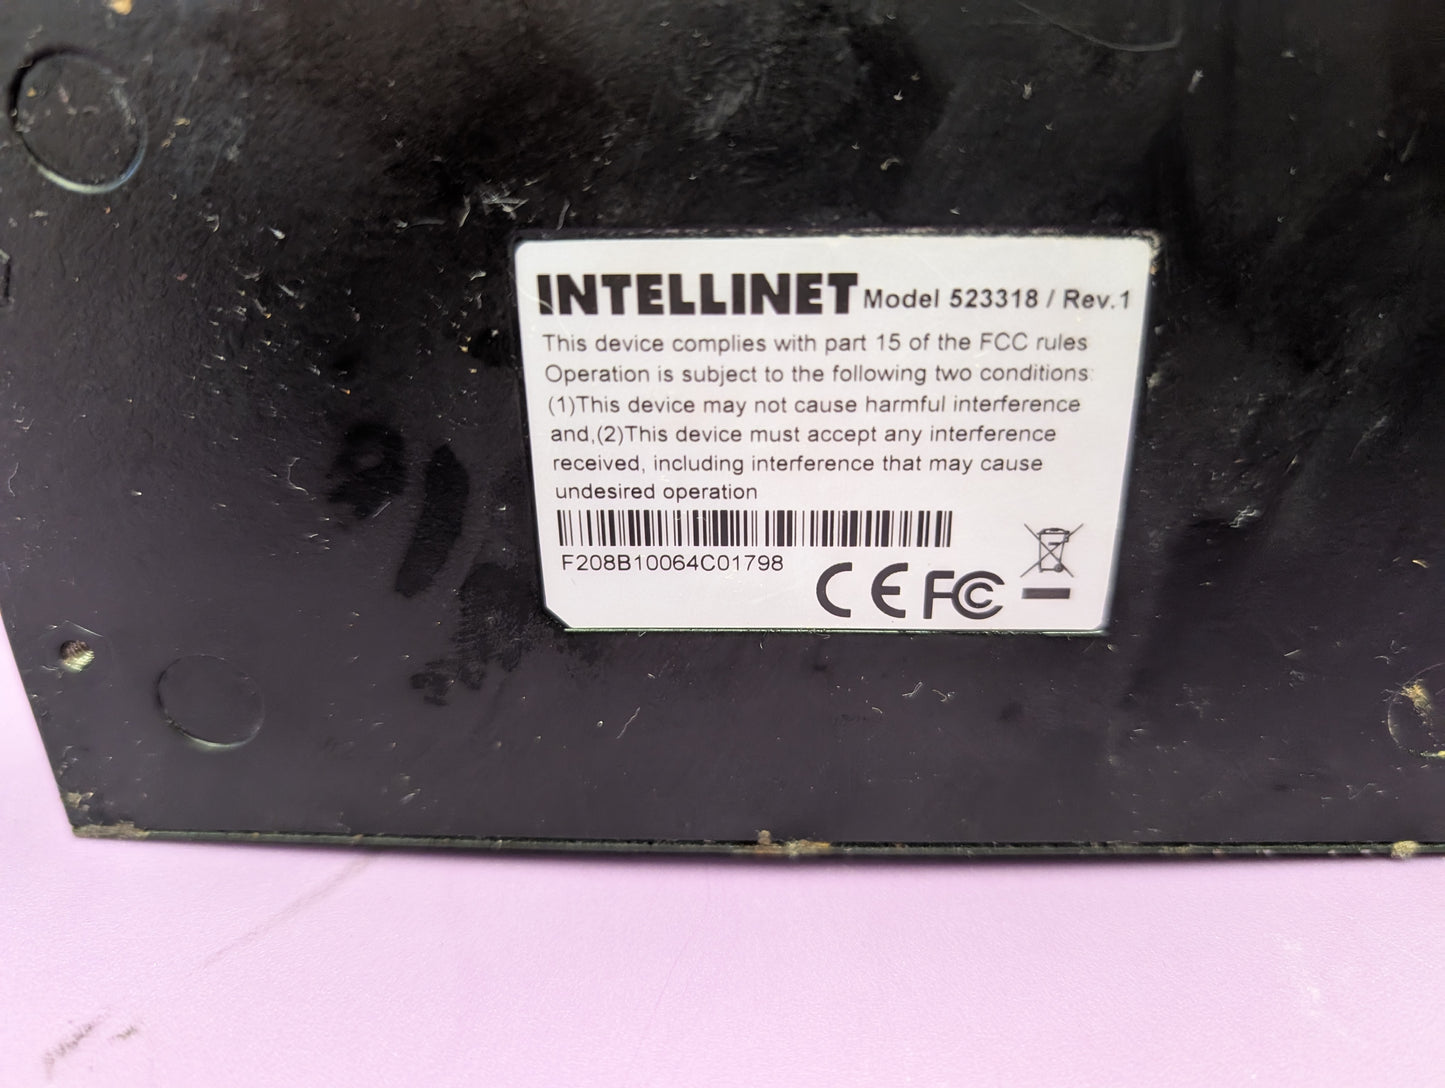 INTELLINET Model 523318 / Rev.1
This device complies with part 15 of the FCC rules
Operation is subject to the following two conditions:
(1)This device may not cause harmful interference
and,(2)This device must accept any interference
received, including interference that may cause
undesired operation
F208B10064C01798
CE FC